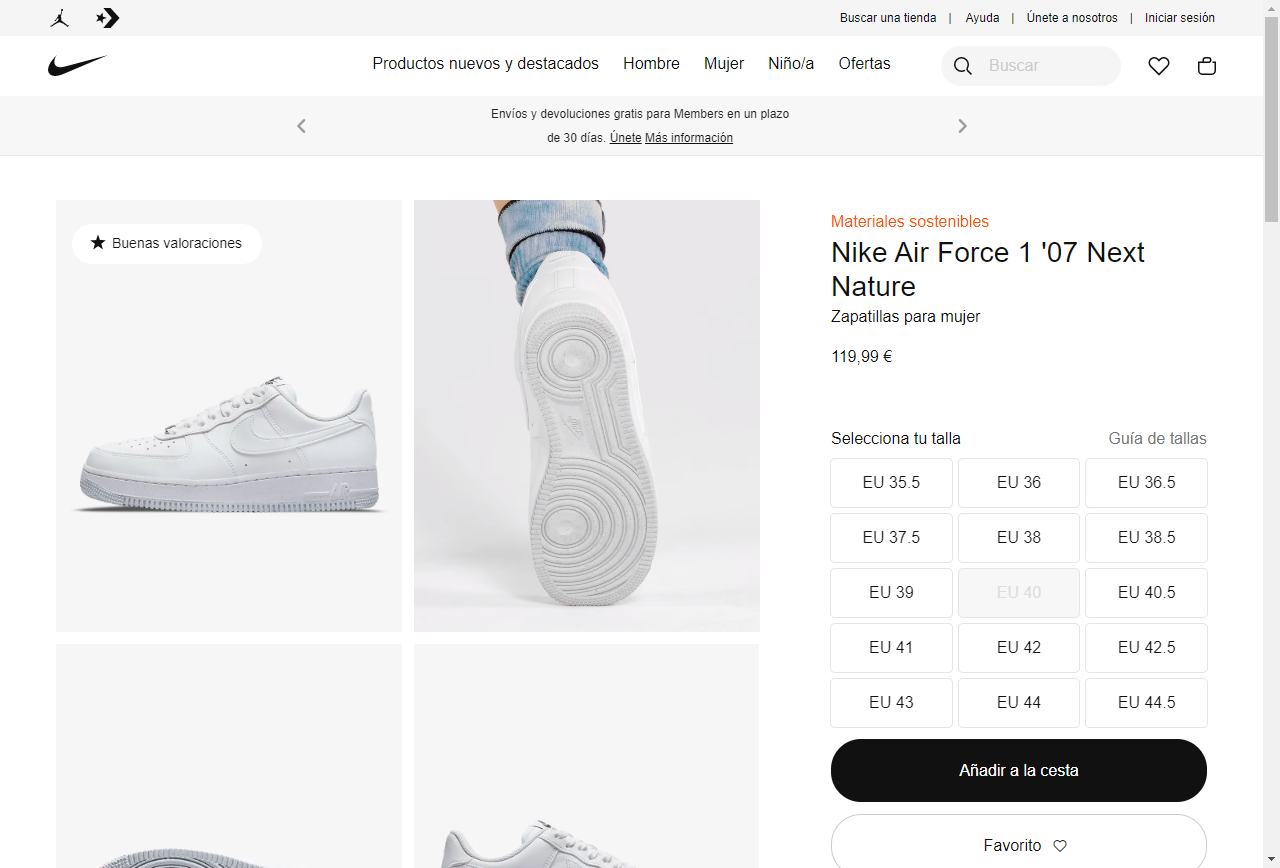 Buscar una tienda | Ayuda | Únete a nosotros | Iniciar sesión
Productos nuevos y destacados Hombre Mujer Niño/a Ofertas Buscar
Envíos y devoluciones gratis para Members en un plazo
de 30 días. Únete Más información
Buenas valoraciones
Materiales sostenibles
Nike Air Force 1 '07 Next
Nature
Zapatillas para mujer
119,99 €
Selecciona tu talla Guía de tallas
EU 35.5 EU 36 EU 36.5
EU 37.5 EU 38 EU 38.5
EU 39 EU 40 EU 40.5
EU 41 EU 42 EU 42.5
EU 43 EU 44 EU 44.5
Añadir a la cesta
Favorito